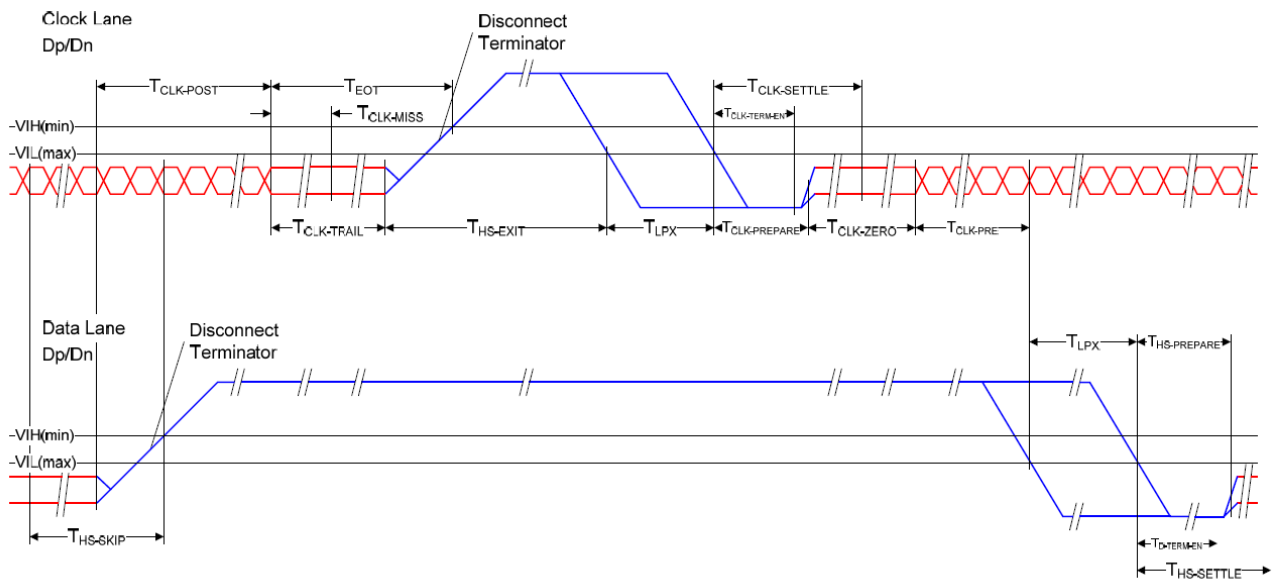 Clock Lane
Dp/Dn
Disconnect
Terminator
TCLK-POST
TEOT
TCLK-MISS
TCLK-SETTLE
TCLK-TERM-EN
VIH(min)
VIL(max)
TCLK-TRAIL
THS-EXIT
TLPX
TCLK-PREPARE
TCLK-ZERO
TCLK-PRE
Data Lane
Dp/Dn
Disconnect
Terminator
TLPX
THS-PREPARE
VIH(min)
VIL(max)
THS-SKIP
TD-TERM-EN
THS-SETTLE